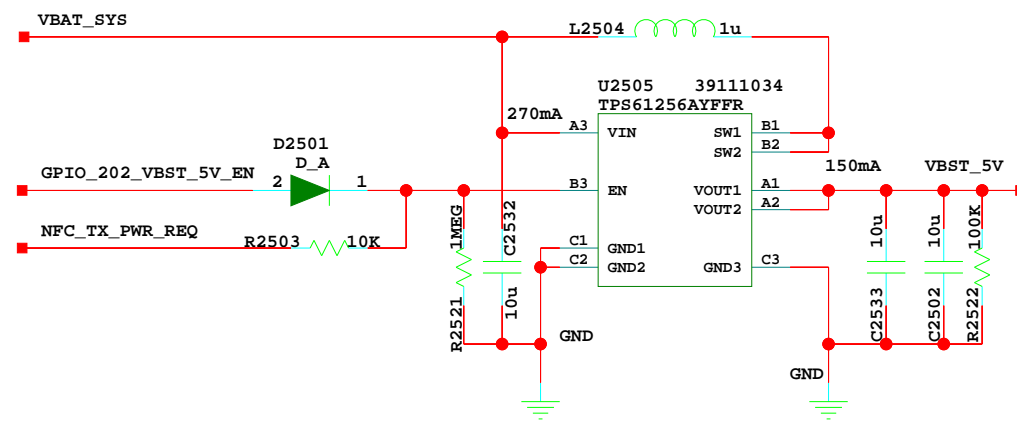 VBAT_SYS
L2504 1u
U2505 39111034
TPS61256AYFFR
270mA
A3 VIN SW1 B1
SW2 B2
D2501
D_A
150mA VBST_5V
GPIO_202_VBST_5V_EN 2 1
B3 EN VOUT1 A1
VOUT2 A2
NFC_TX_PWR_REQ
R2503 10K
1MEG
R2521
C2532
10u
C1 GND1
C2 GND2 GND3 C3
10u
C2533
10u
C2502
100K
R2522
GND
GND